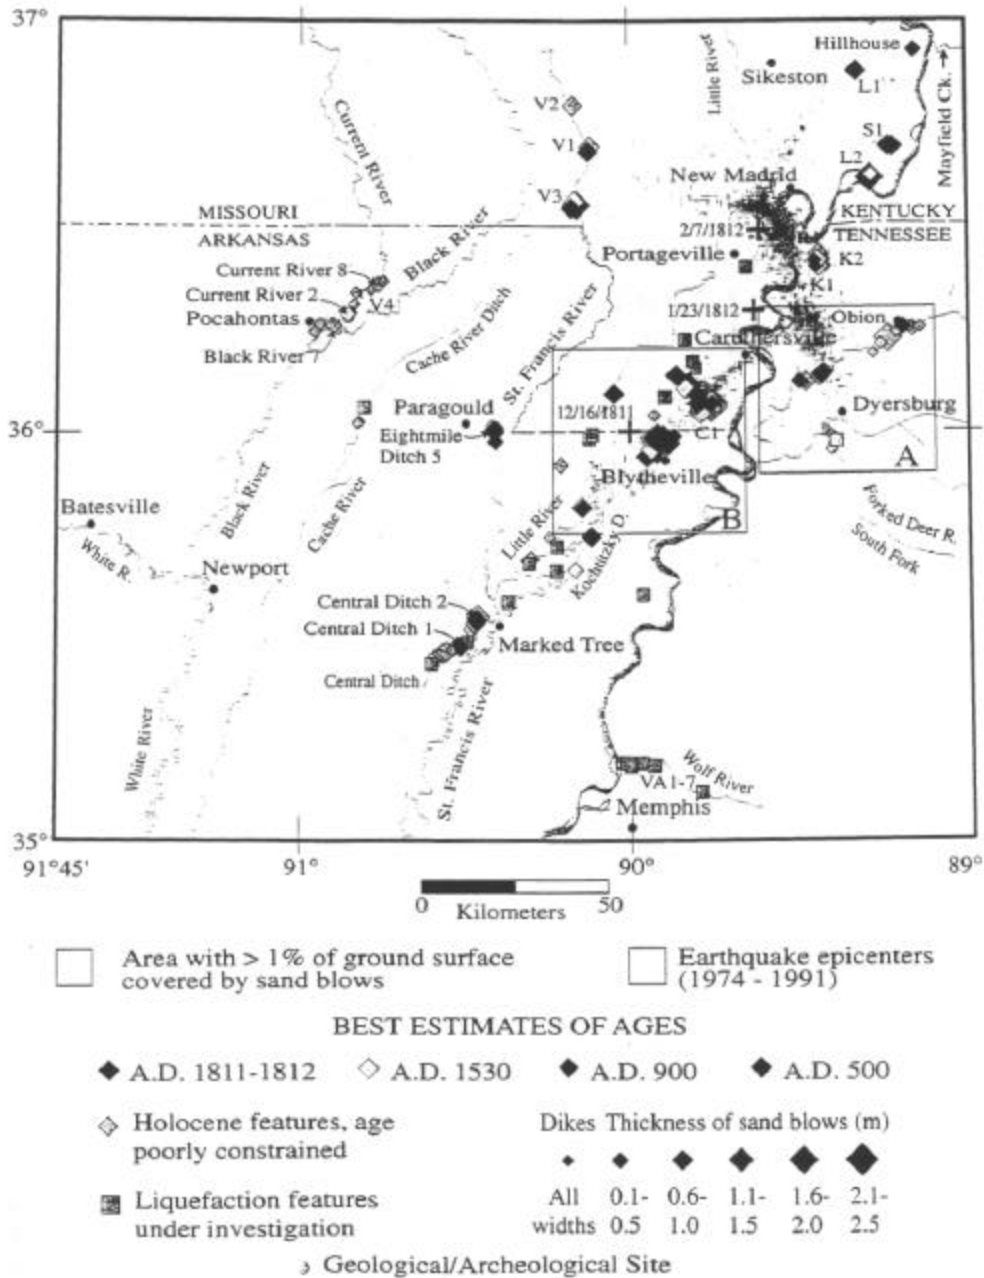 37°
Hillhouse
Little River
Sikeston
L1
Mayfield Ck.
V2
Current River
V1
S1
L2
New Madrid
V3
MISSOURI
KENTUCKY
ARKANSAS
2/7/1812
TENNESSEE
Black River
Portageville
K2
Current River 8
K1
Current River 2
V4
1/23/1812
Pocahontas
Obion
Cache River Ditch
St. Francis River
Caruthersville
Black River 7
Paragould
12/16/1811
Dyersburg
36°
Eightmile
Ditch 5
C1
A
Blytheville
Black River
Cache River
Batesville
B
Forked Deer R.
Little River
Kochtitzky D.
South Fork
White R.
Newport
Central Ditch 2
Central Ditch 1
Marked Tree
Central Ditch
St. Francis River
White River
Wolf River
VA1-7
Memphis
35°
91°45' 91° 90° 89°
0 50
Kilometers
Area with > 1% of ground surface
covered by sand blows
Earthquake epicenters
(1974 - 1991)
BEST ESTIMATES OF AGES
A.D. 1811-1812 A.D. 1530 A.D. 900 A.D. 500
Holocene features, age
poorly constrained
Dikes Thickness of sand blows (m)
Liquefaction features
under investigation
All 0.1- 0.6- 1.1- 1.6- 2.1-
widths 0.5 1.0 1.5 2.0 2.5
Geological/Archeological Site